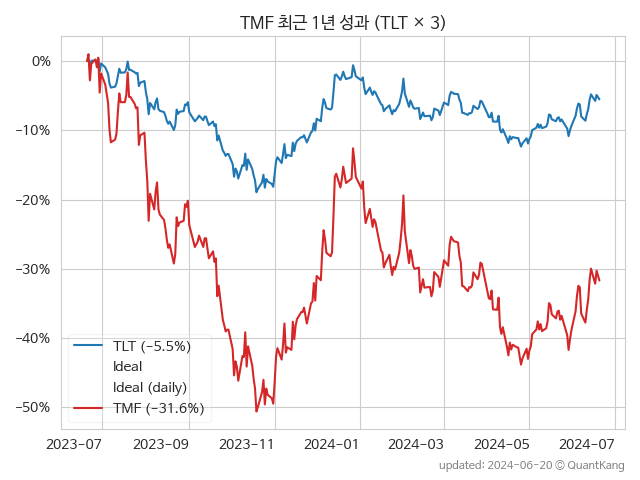 TMF 최근 1년 성과 (TLT × 3)
0%
−10%
−20%
−30%
−40%
−50%
TLT (−5.5%)
Ideal
Ideal (daily)
TMF (−31.6%)
2023-07
2023-09
2023-11
2024-01
2024-03
2024-05
2024-07
updated: 2024-06-20 © QuantKang